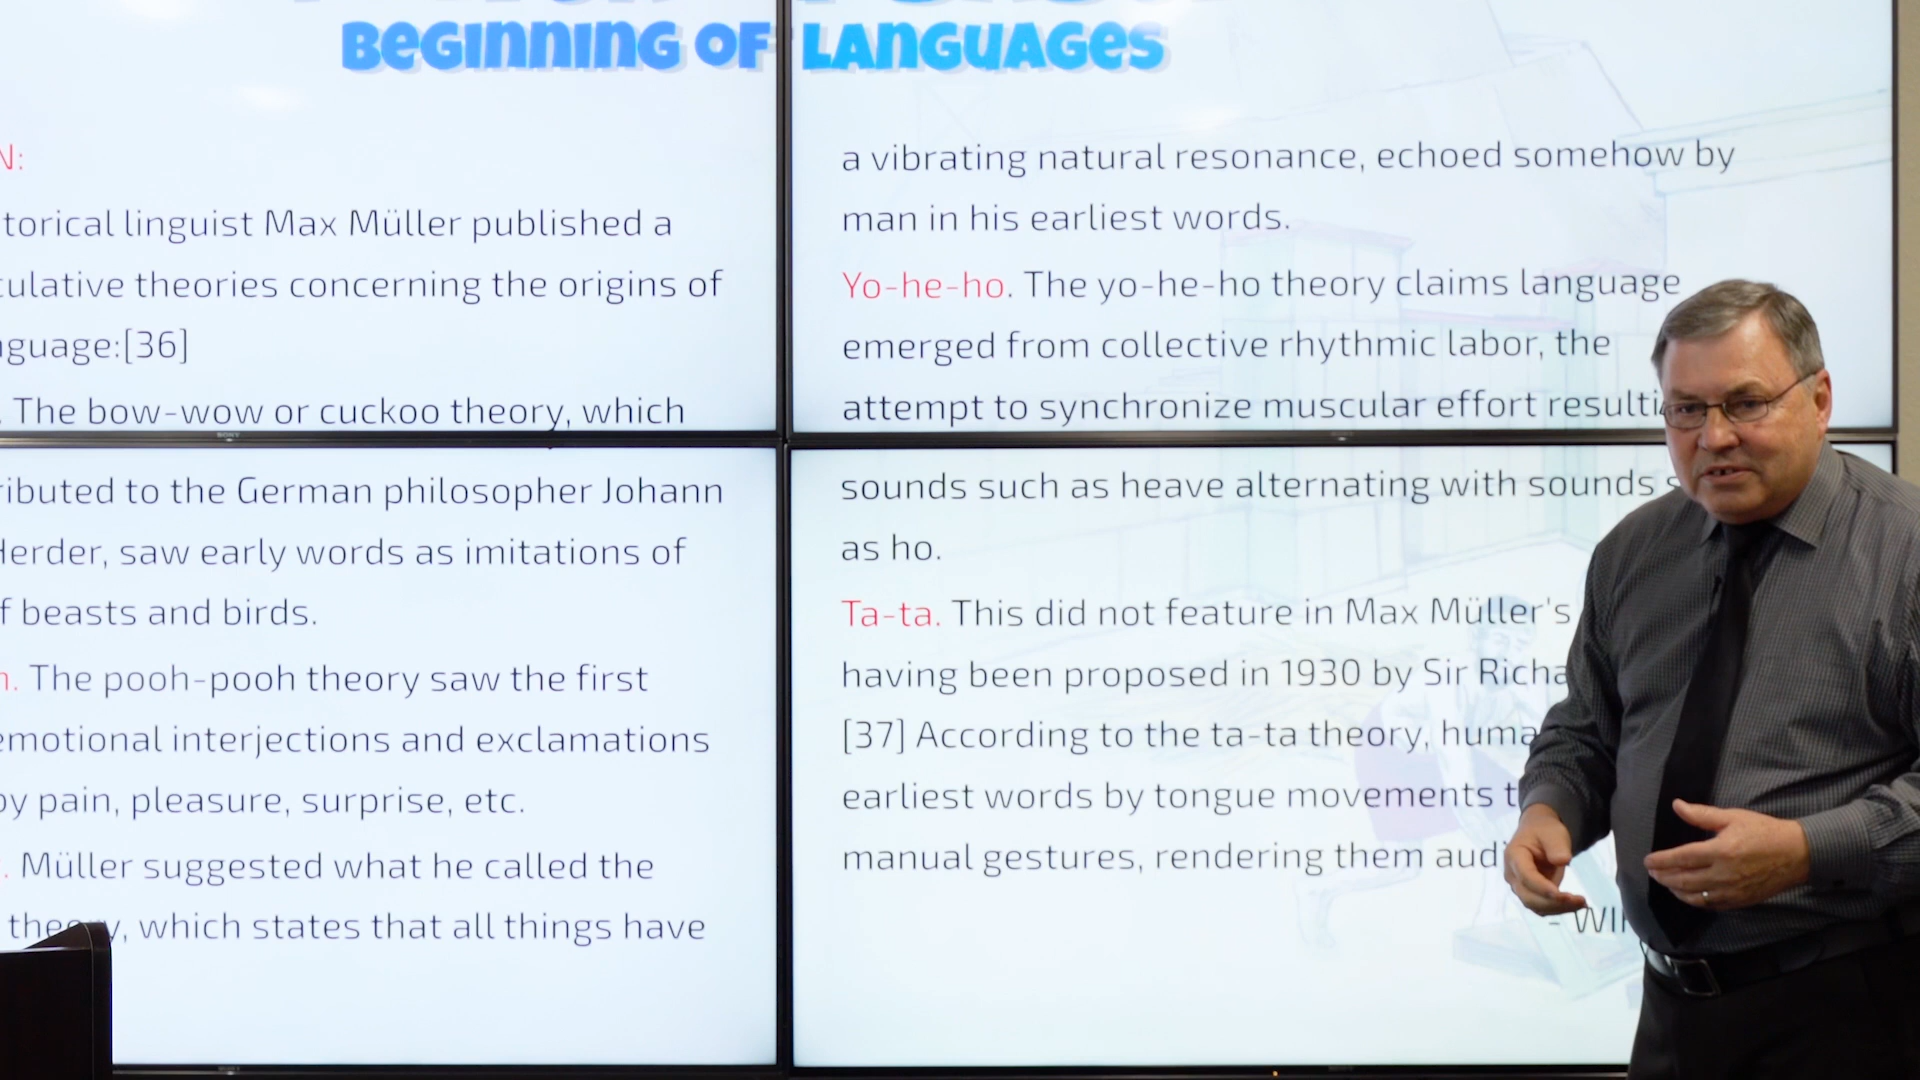 Beginning of Languages
N:
torical linguist Max Müller published a
culative theories concerning the origins of
guage:[36]
. The bow-wow or cuckoo theory, which
ributed to the German philosopher Johann
Herder, saw early words as imitations of
f beasts and birds.
. The pooh-pooh theory saw the first
emotional interjections and exclamations
by pain, pleasure, surprise, etc.
. Müller suggested what he called the
theory, which states that all things have
a vibrating natural resonance, echoed somehow by
man in his earliest words.
Yo-he-ho. The yo-he-ho theory claims language
emerged from collective rhythmic labor, the
attempt to synchronize muscular effort resulti
sounds such as heave alternating with sounds s
as ho.
Ta-ta. This did not feature in Max Müller's
having been proposed in 1930 by Sir Richa
[37] According to the ta-ta theory, huma
earliest words by tongue movements t
manual gestures, rendering them audi
- WI
SONY